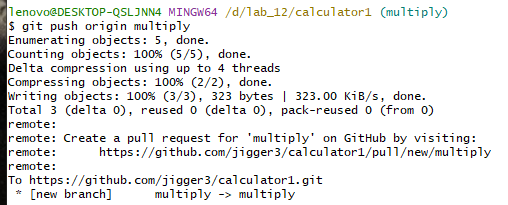 lenovo@DESKTOP-QSLJNN4 MINGW64 /d/lab_12/calculator1 (multiply)
$ git push origin multiply
Enumerating objects: 5, done.
Counting objects: 100% (5/5), done.
Delta compression using up to 4 threads
Compressing objects: 100% (2/2), done.
Writing objects: 100% (3/3), 323 bytes | 323.00 KiB/s, done.
Total 3 (delta 0), reused 0 (delta 0), pack-reused 0 (from 0)
remote:
remote: Create a pull request for 'multiply' on GitHub by visiting:
remote:      https://github.com/jigger3/calculator1/pull/new/multiply
remote:
To https://github.com/jigger3/calculator1.git
 * [new branch]      multiply -> multiply